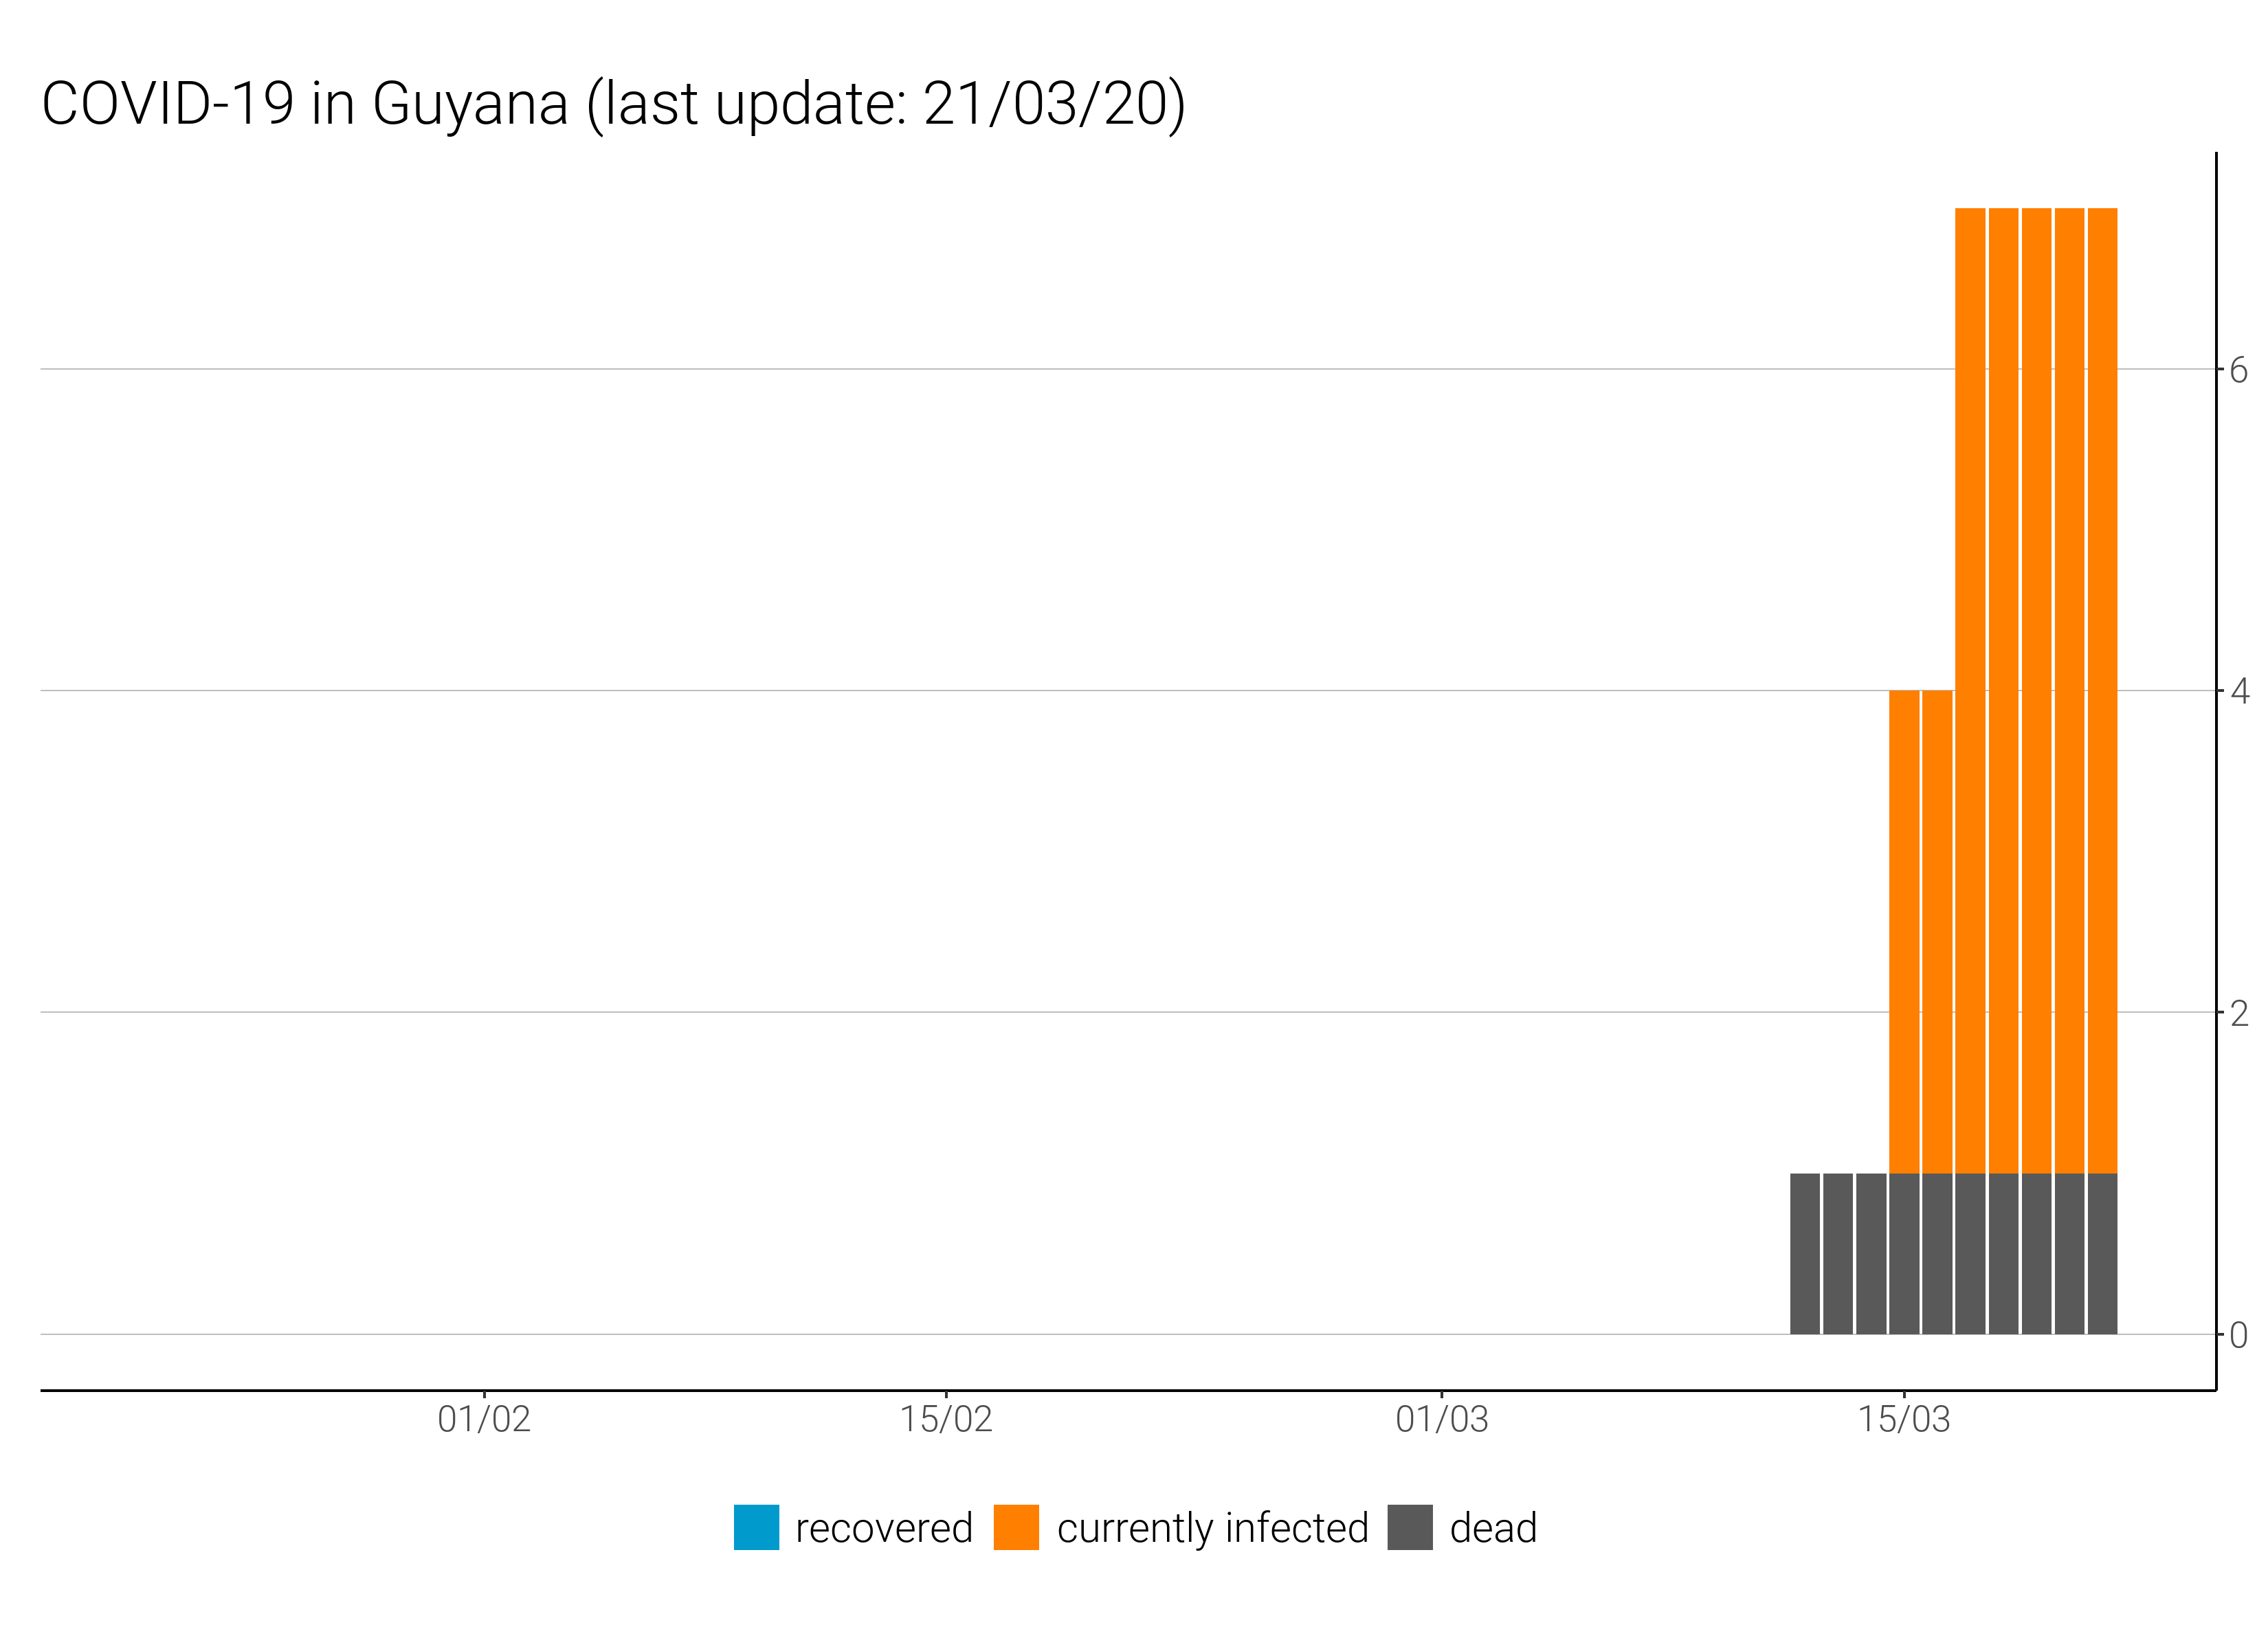 COVID-19 in Guyana (last update: 21/03/20)
6
4
2
0
01/02 15/02 01/03 15/03
recovered currently infected dead